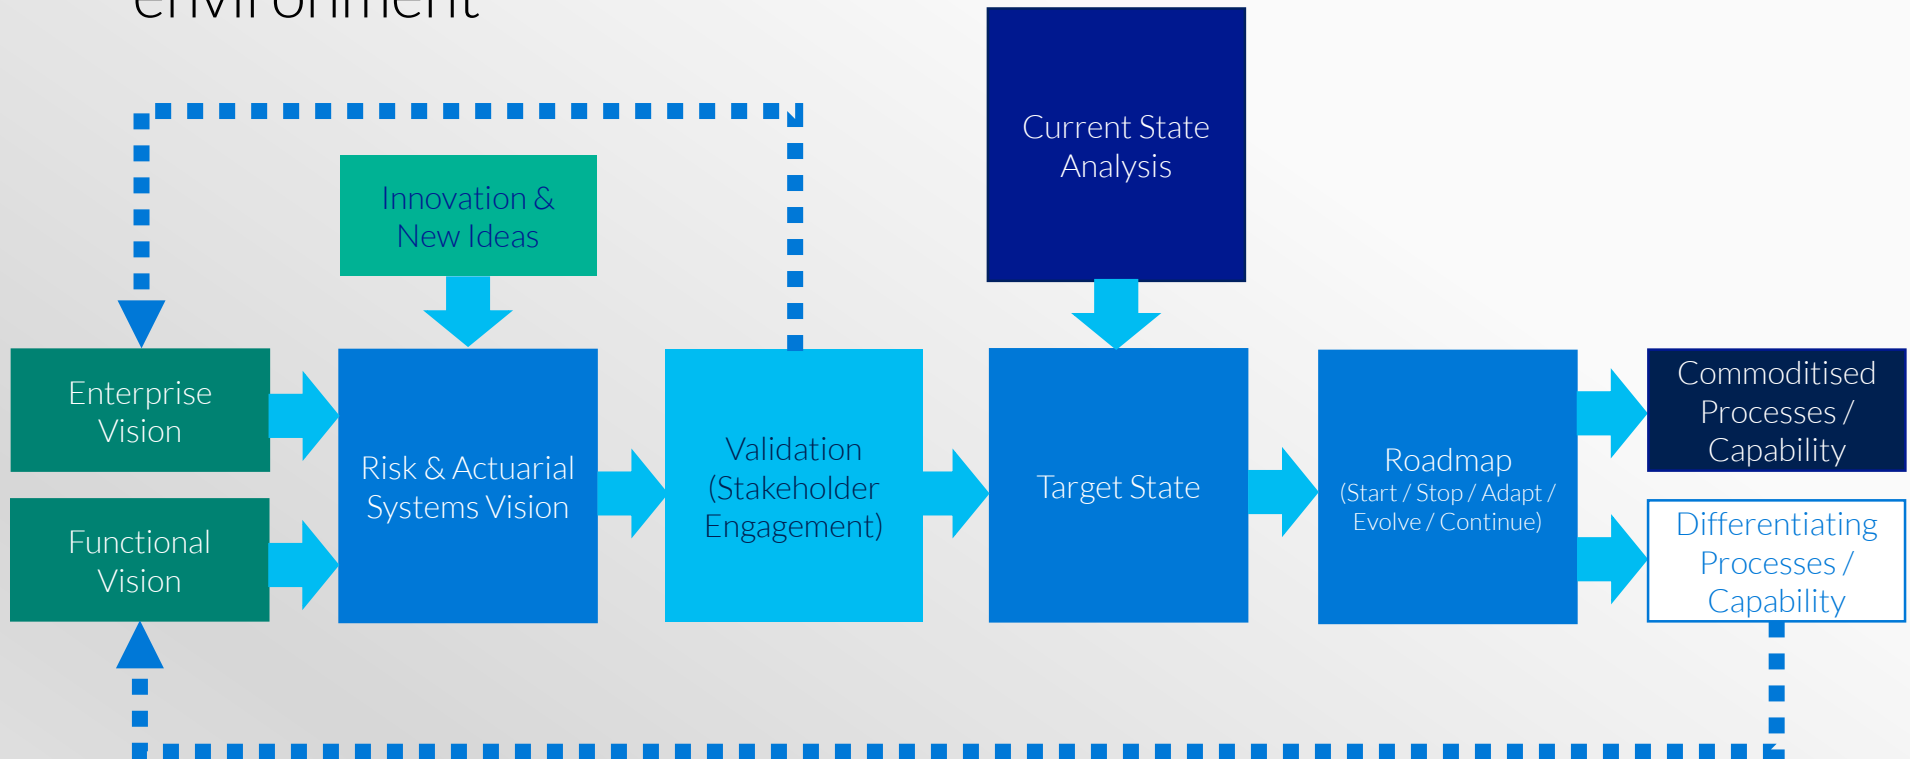 environment
Current State
Analysis
Innovation &
New Ideas
Enterprise
Vision
Functional
Vision
Risk & Actuarial
Systems Vision
Validation
(Stakeholder
Engagement)
Target State
Roadmap
(Start / Stop / Adapt /
Evolve / Continue)
Commoditised
Processes /
Capability
Differentiating
Processes /
Capability